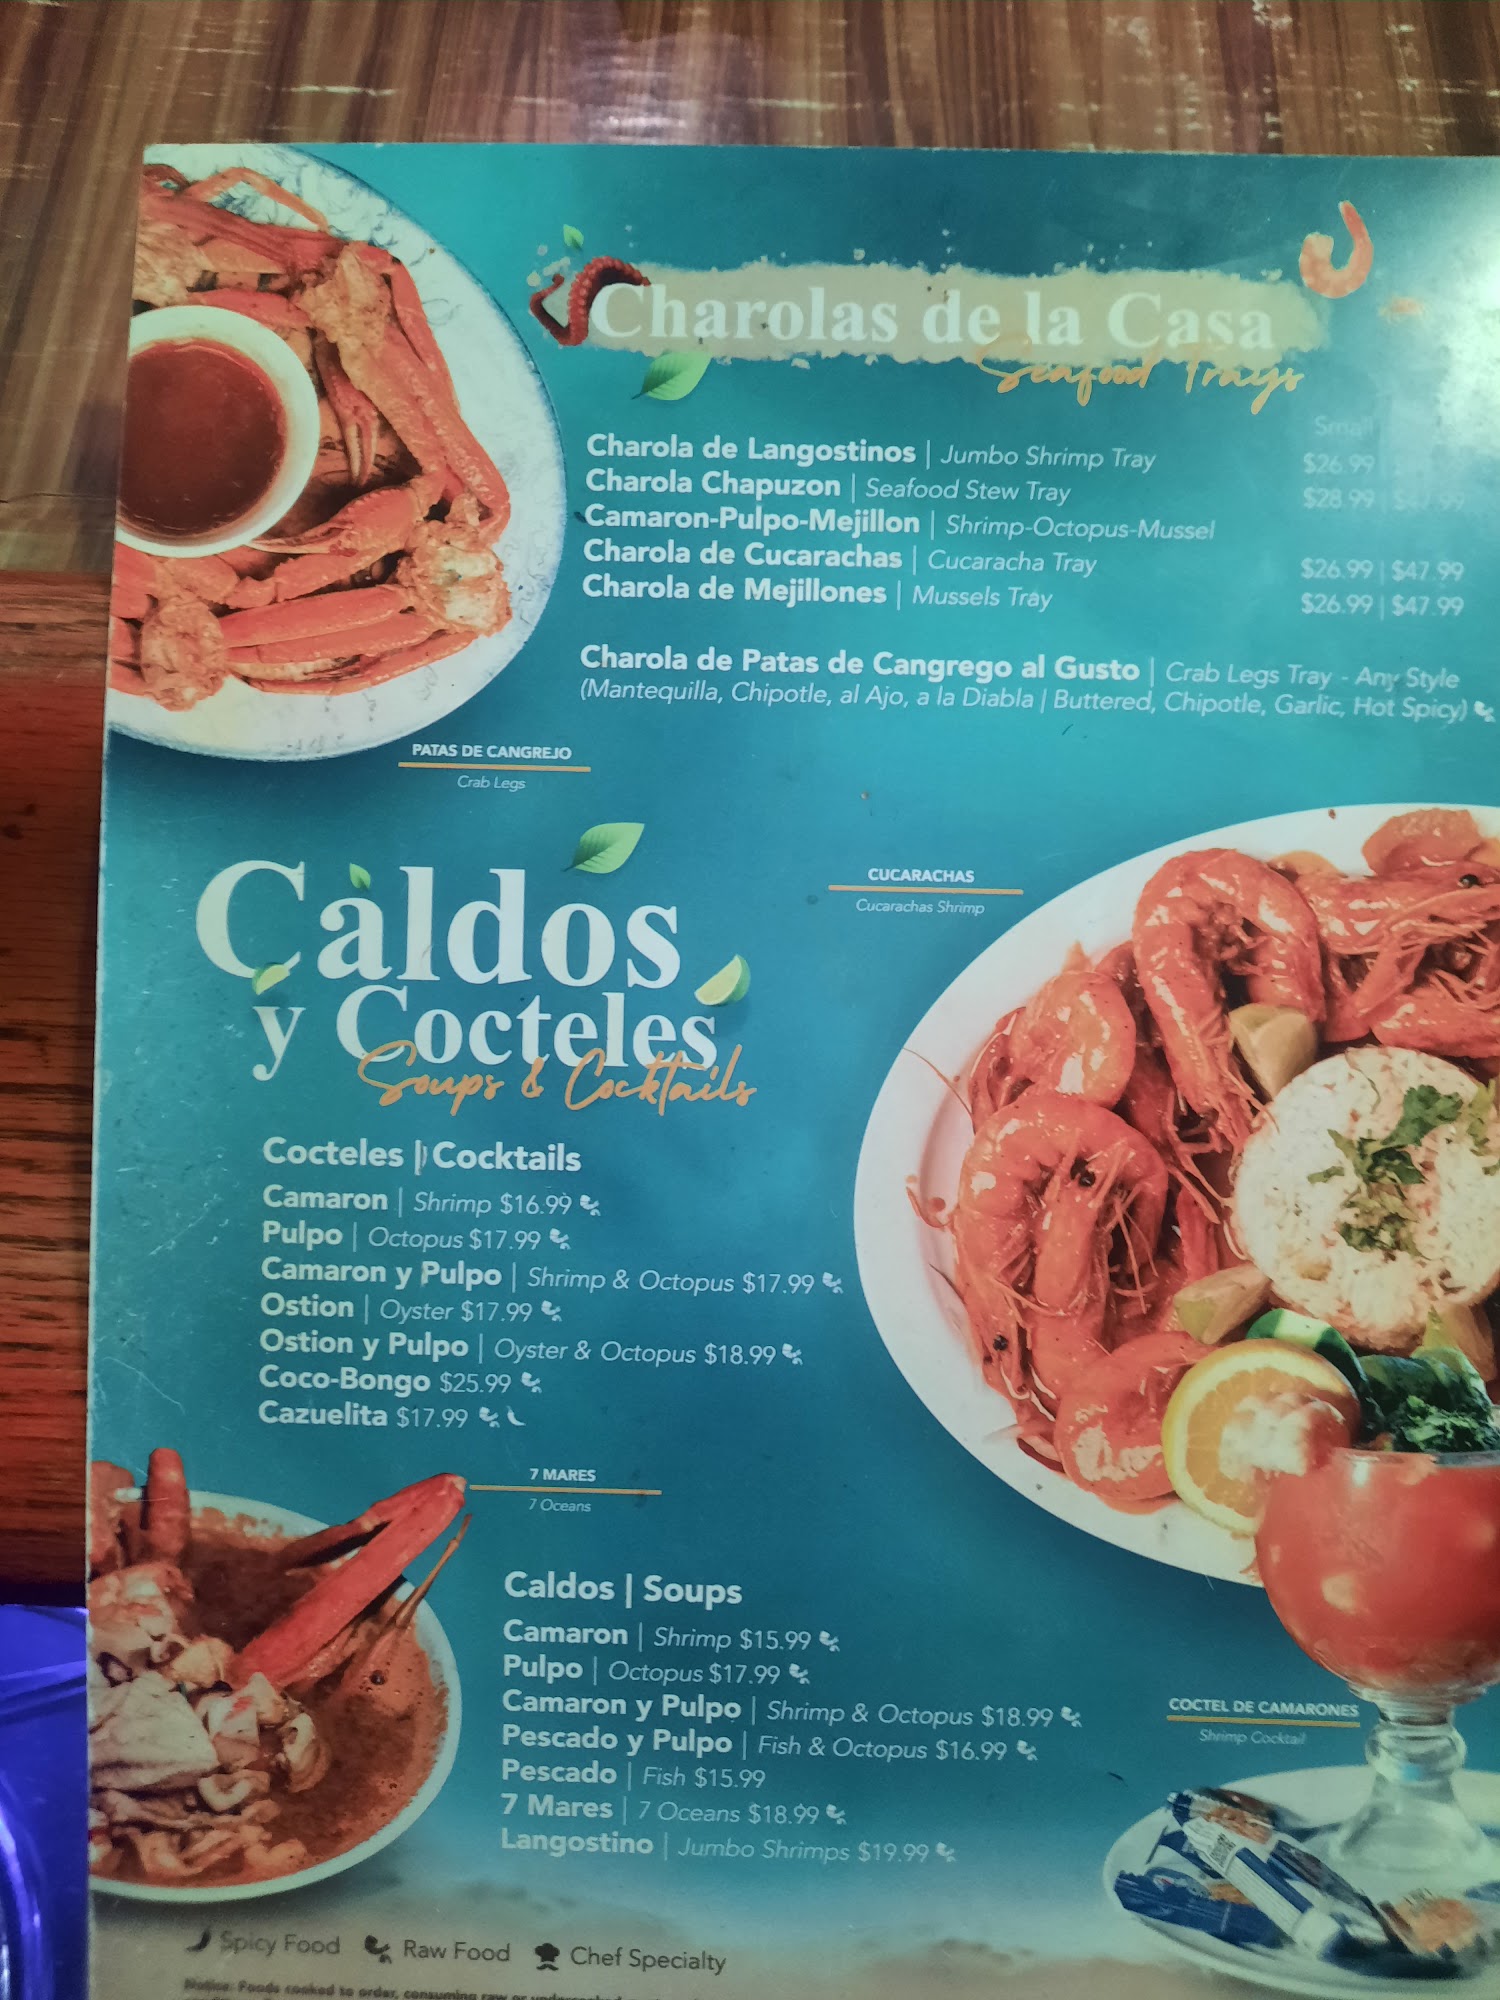 Charolas de la Casa
Seafood Trays
Small
Charola de Langostinos | Jumbo Shrimp Tray $26.99 |
Charola Chapuzon | Seafood Stew Tray $28.99 |
Camaron-Pulpo-Mejillon | Shrimp-Octopus-Mussel
Charola de Cucarachas | Cucaracha Tray $26.99 | $47.99
Charola de Mejillones | Mussels Tray $26.99 | $47.99
Charola de Patas de Cangrego al Gusto | Crab Legs Tray - Any Style
(Mantequilla, Chipotle, al Ajo, a la Diabla | Buttered, Chipotle, Garlic, Hot Spicy)
PATAS DE CANGREJO
Crab Legs
CUCARACHAS
Cucarachas Shrimp
Caldos
y Cocteles
Soups & Cocktails
Cocteles | Cocktails
Camaron | Shrimp $16.99
Pulpo | Octopus $17.99
Camaron y Pulpo | Shrimp & Octopus $17.99
Ostion | Oyster $17.99
Ostion y Pulpo | Oyster & Octopus $18.99
Coco-Bongo $25.99
Cazuelita $17.99
7 MARES
7 Oceans
Caldos | Soups
Camaron | Shrimp $15.99
Pulpo | Octopus $17.99
Camaron y Pulpo | Shrimp & Octopus $18.99
Pescado y Pulpo | Fish & Octopus $16.99
Pescado | Fish $15.99
7 Mares | 7 Oceans $18.99
Langostino | Jumbo Shrimps $19.99
COCTEL DE CAMARONES
Shrimp Cocktail
Spicy Food Raw Food Chef Specialty
Notice: Foods cooked to order, consuming raw or